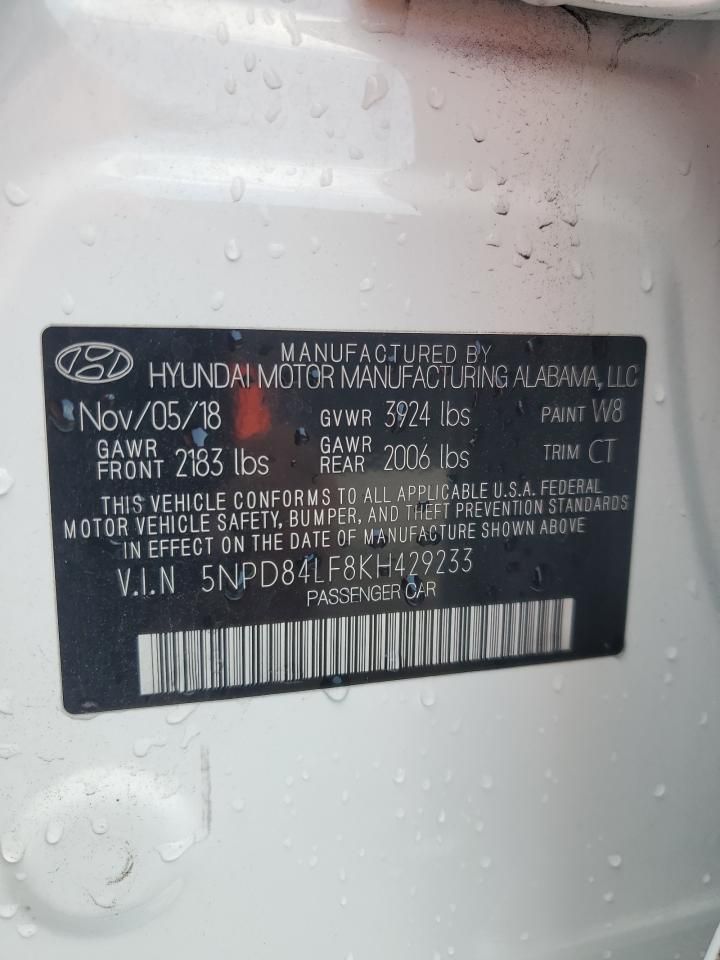 MANUFACTURED BY
HYUNDAI MOTOR MANUFACTURING ALABAMA, LLC
Nov/05/18 GVWR 3924 lbs PAINT W8
GAWR FRONT 2183 lbs GAWR REAR 2006 lbs TRIM CT
THIS VEHICLE CONFORMS TO ALL APPLICABLE U.S.A. FEDERAL
MOTOR VEHICLE SAFETY, BUMPER, AND THEFT PREVENTION STANDARDS
IN EFFECT ON THE DATE OF MANUFACTURE SHOWN ABOVE
V.I.N 5NPD84LF8KH429233
PASSENGER CAR